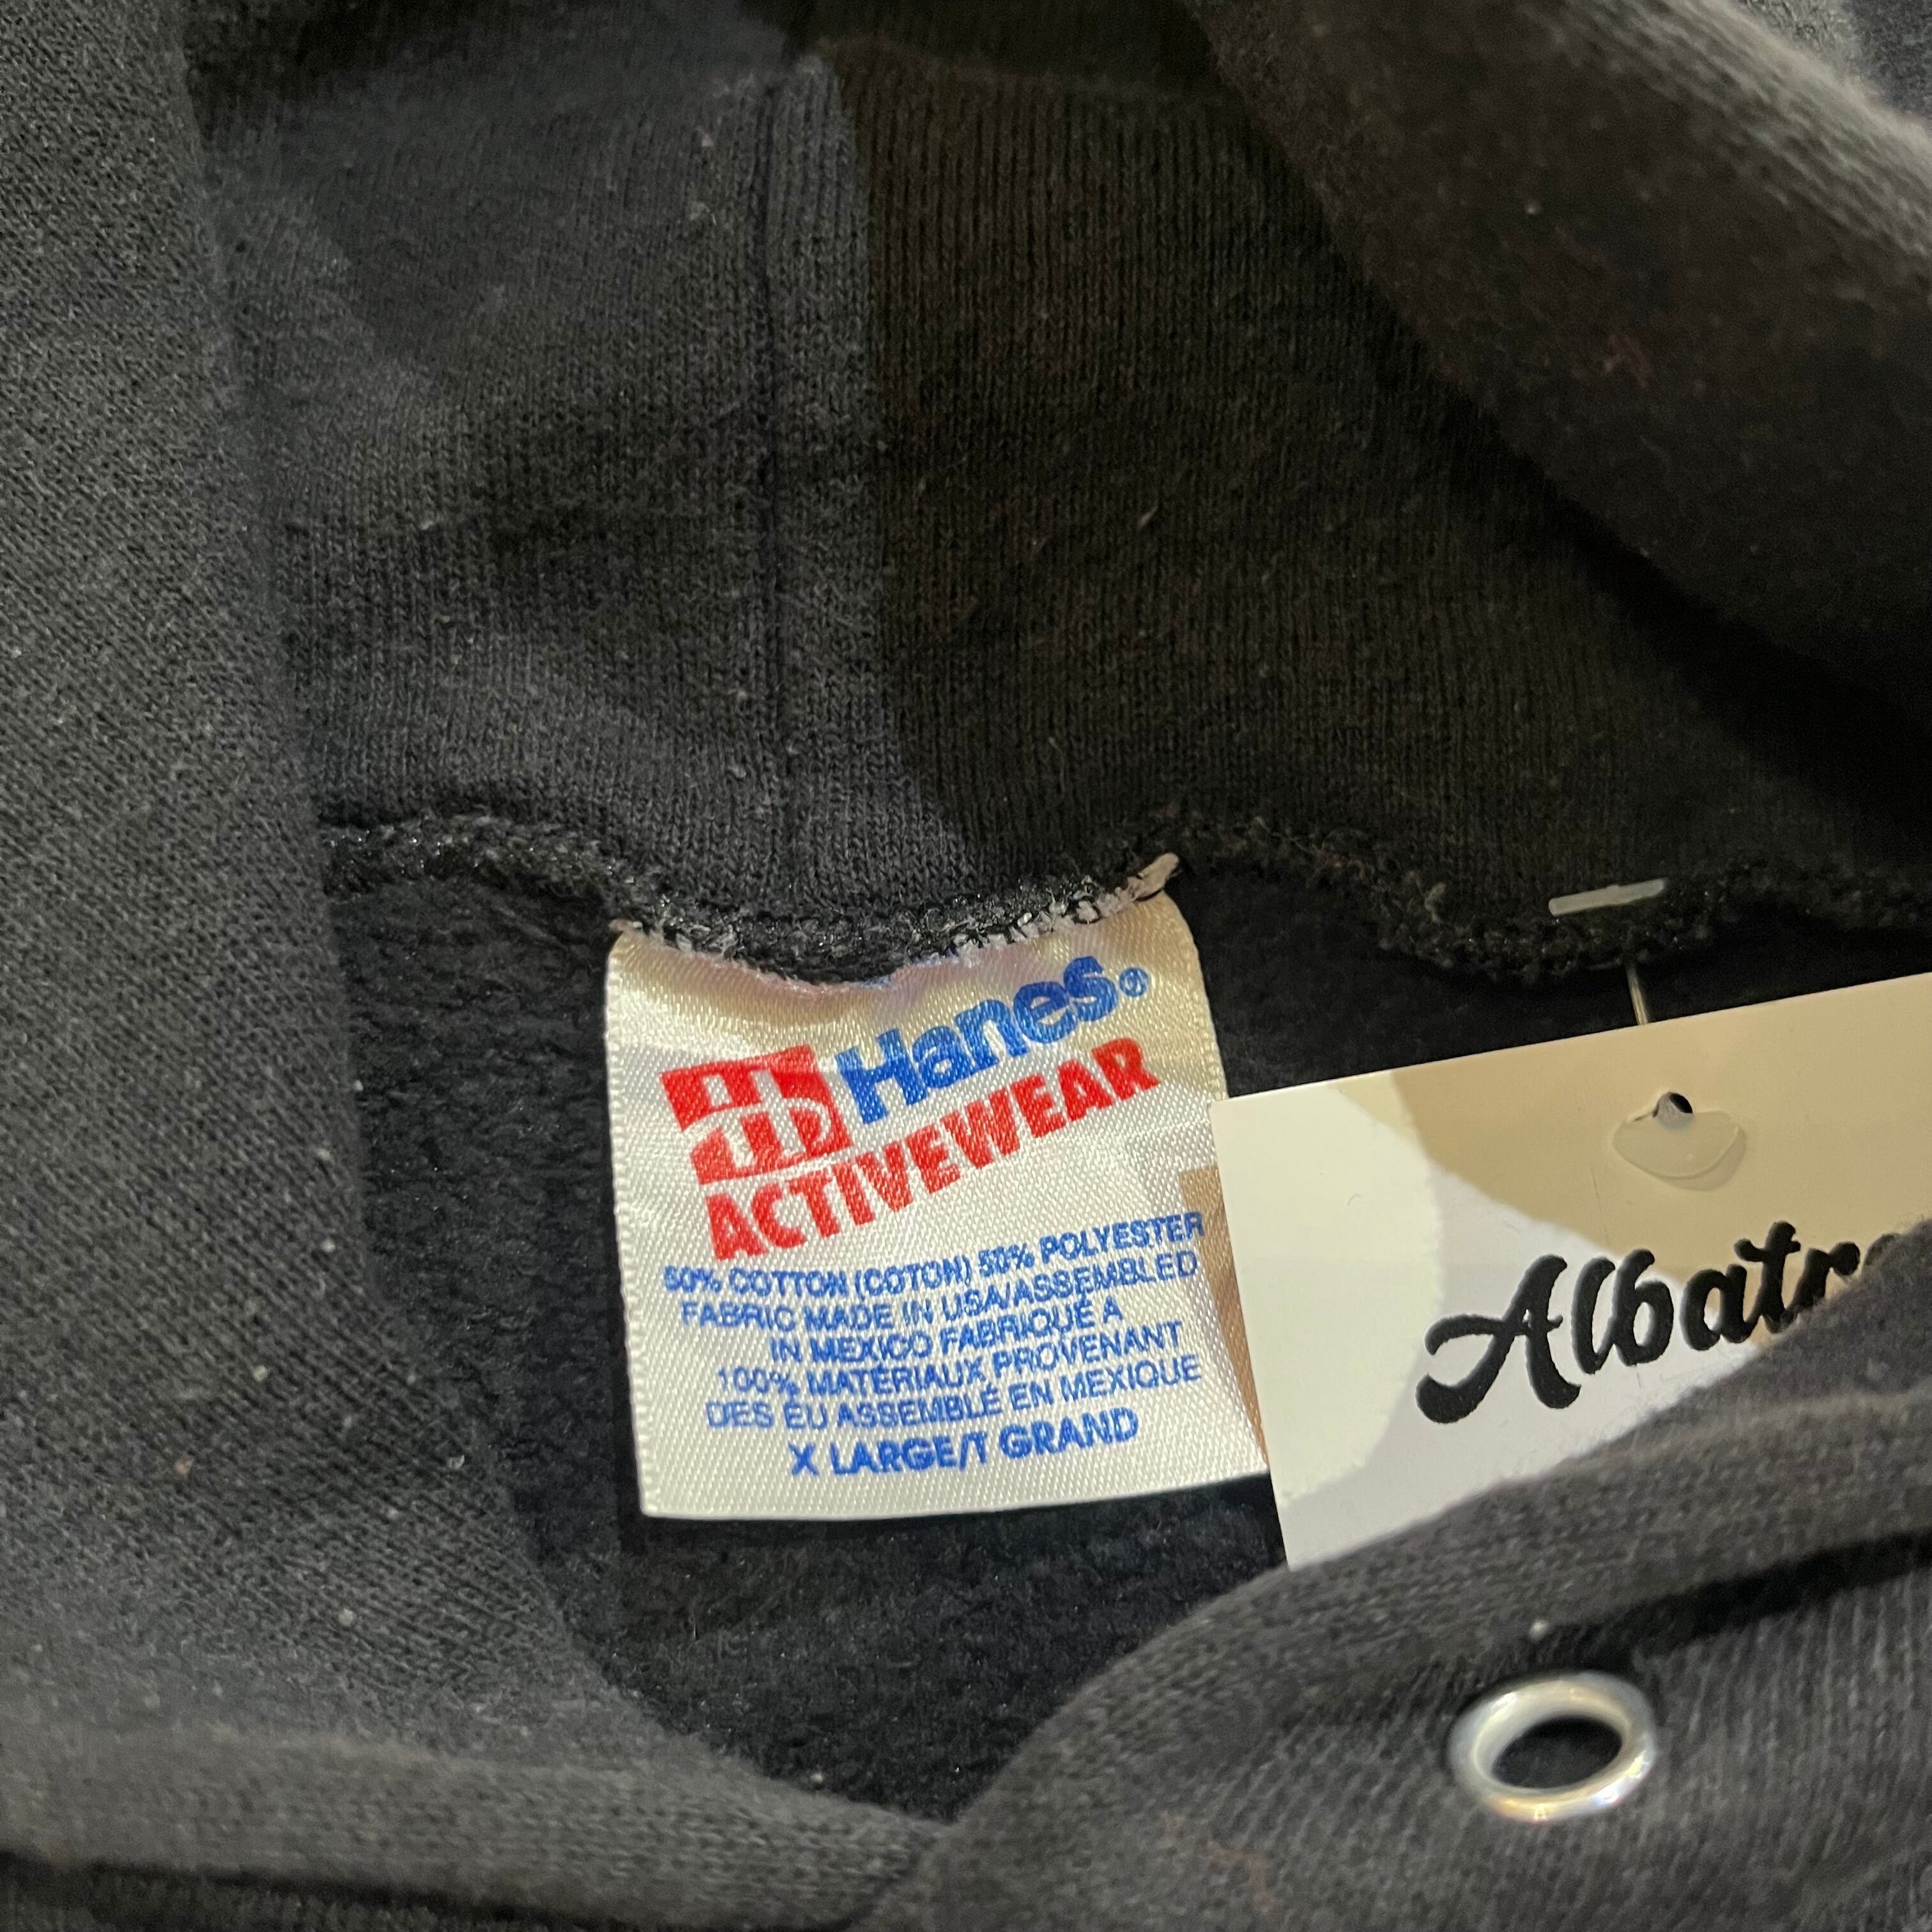 Hanes®
ACTIVEWEAR
50% COTTON (COTON) 50% POLYESTER
FABRIC MADE IN USA/ASSEMBLED
IN MEXICO FABRIQUÉ A
100% MATÉRIAUX PROVENANT
DES ÉU ASSEMBLÉ EN MEXIQUE
X LARGE/T GRAND